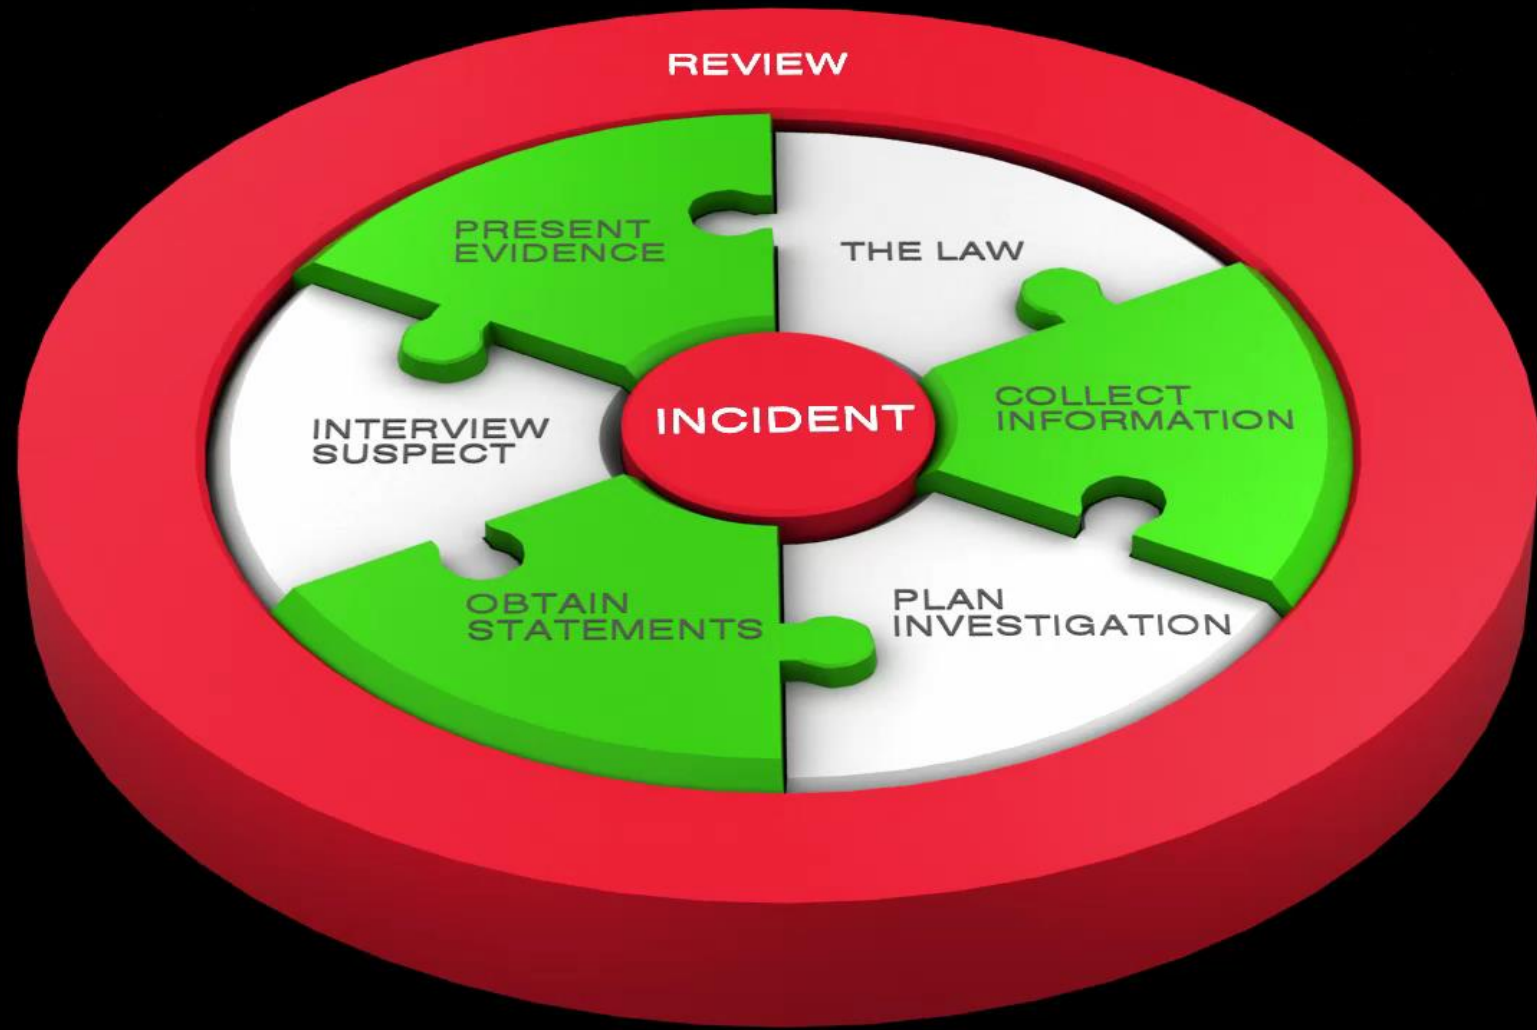 REVIEW
THE LAW
COLLECT
INFORMATION
PLAN
INVESTIGATION
OBTAIN
STATEMENTS
INTERVIEW
SUSPECT
PRESENT
EVIDENCE
INCIDENT